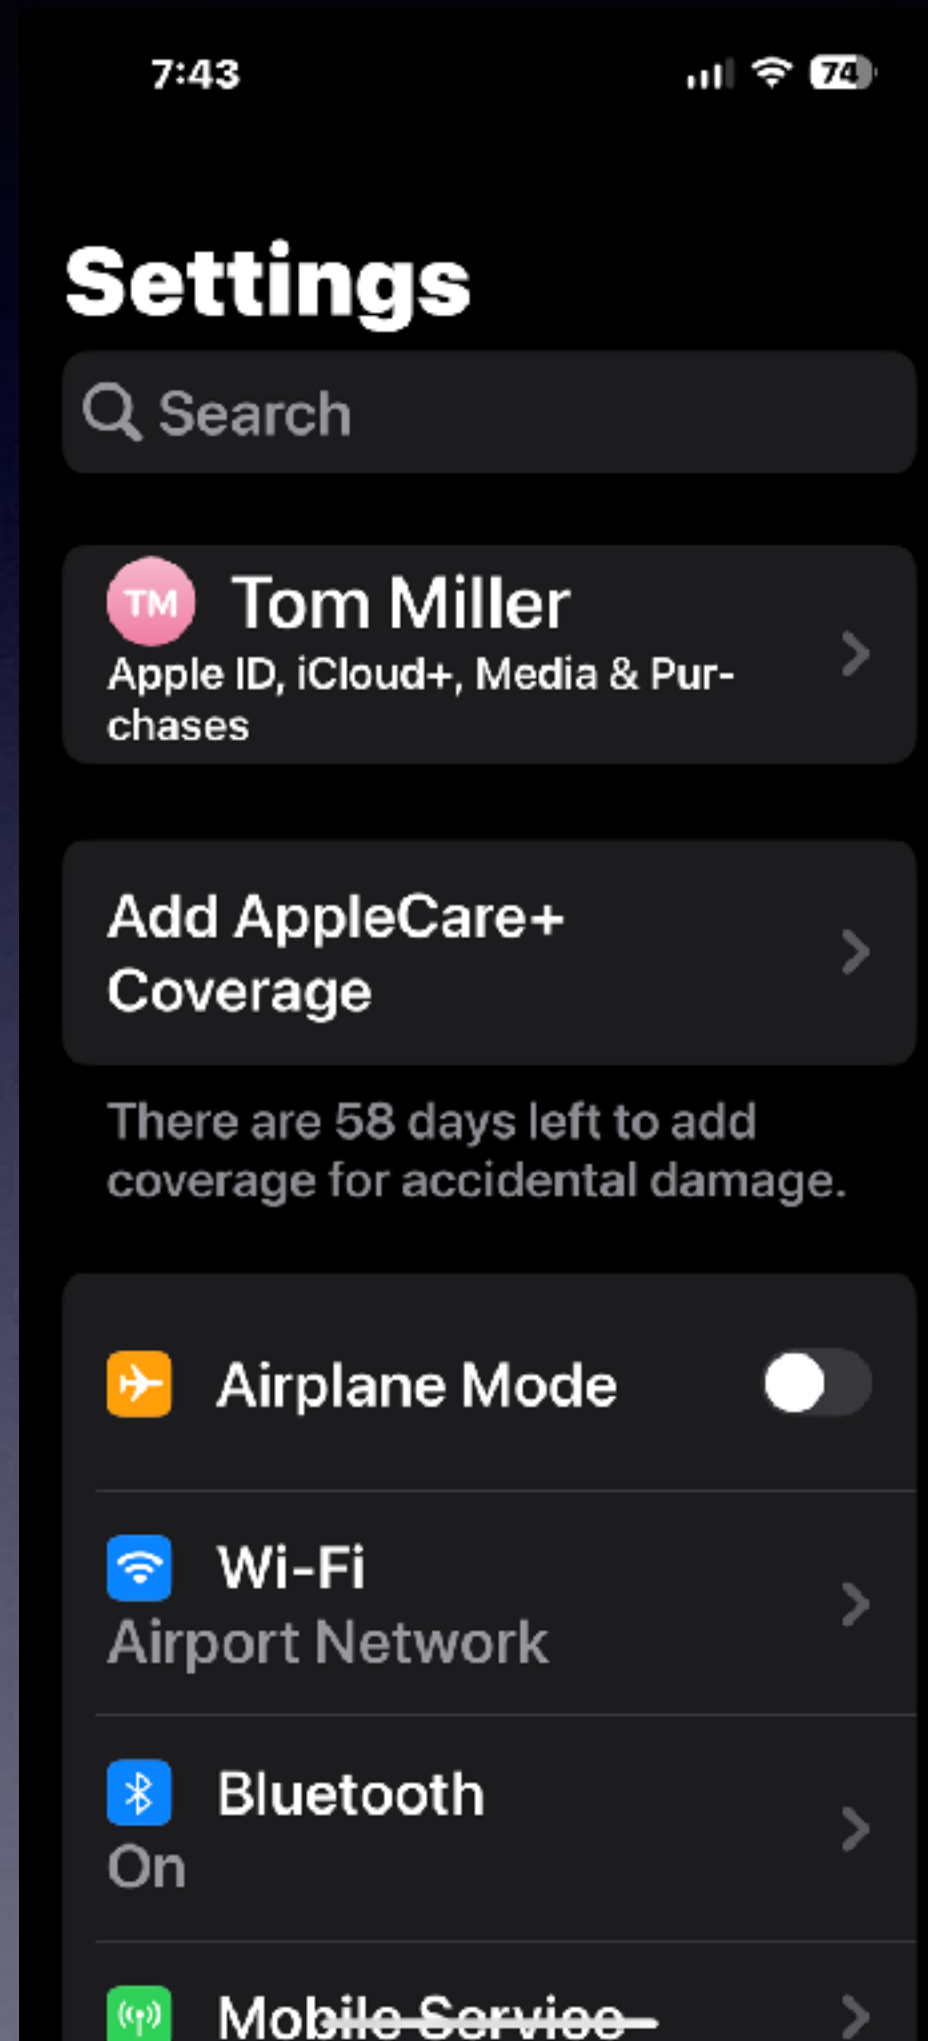 7:43
74
Settings
Search
TM Tom Miller
Apple ID, iCloud+, Media & Pur-
chases
Add AppleCare+
Coverage
There are 58 days left to add
coverage for accidental damage.
Airplane Mode
Wi-Fi
Airport Network
Bluetooth
On
Mobile Service